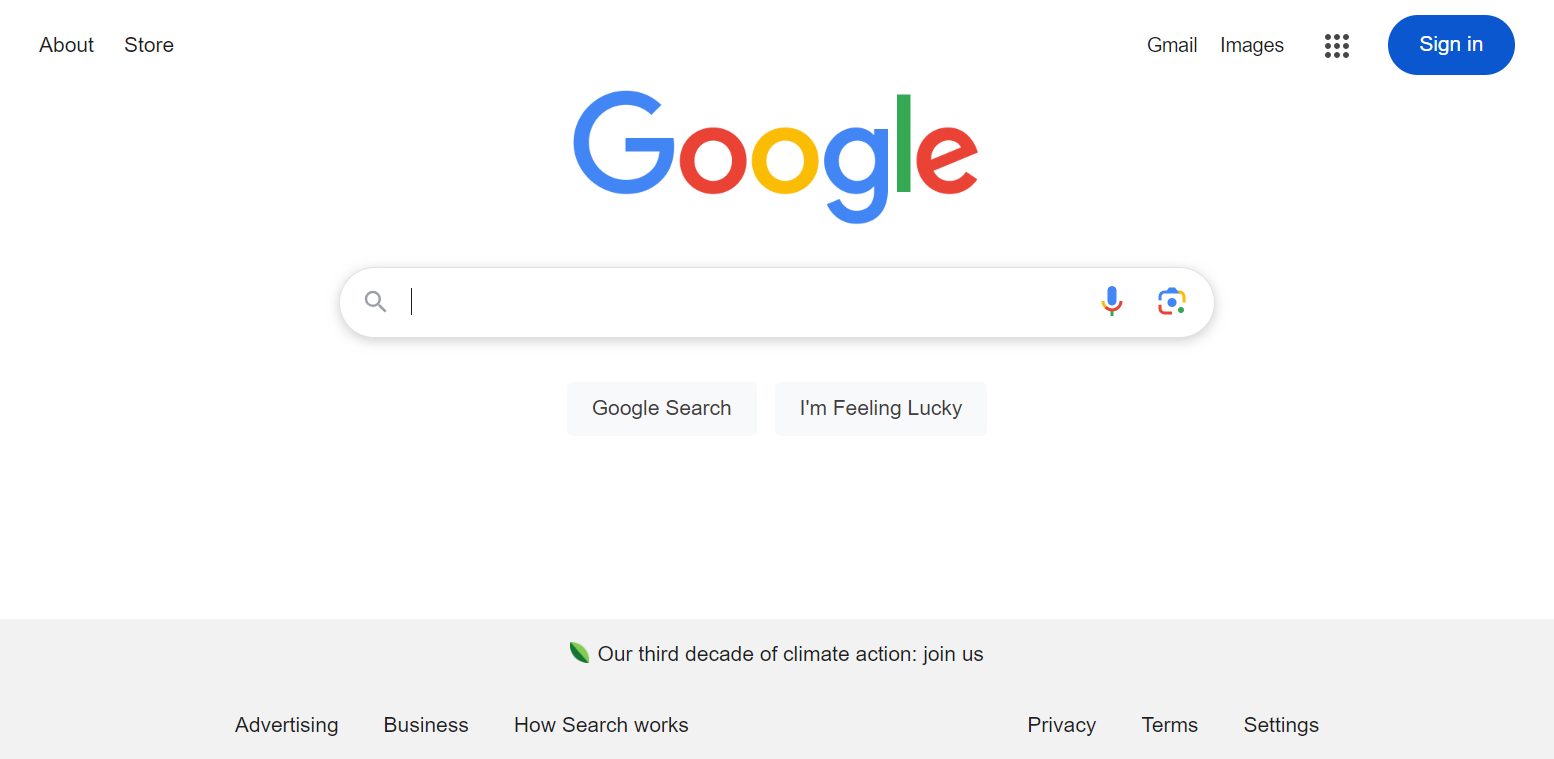 About Store Gmail Images Sign in
Google
Google Search I'm Feeling Lucky
Our third decade of climate action: join us
Advertising Business How Search works Privacy Terms Settings